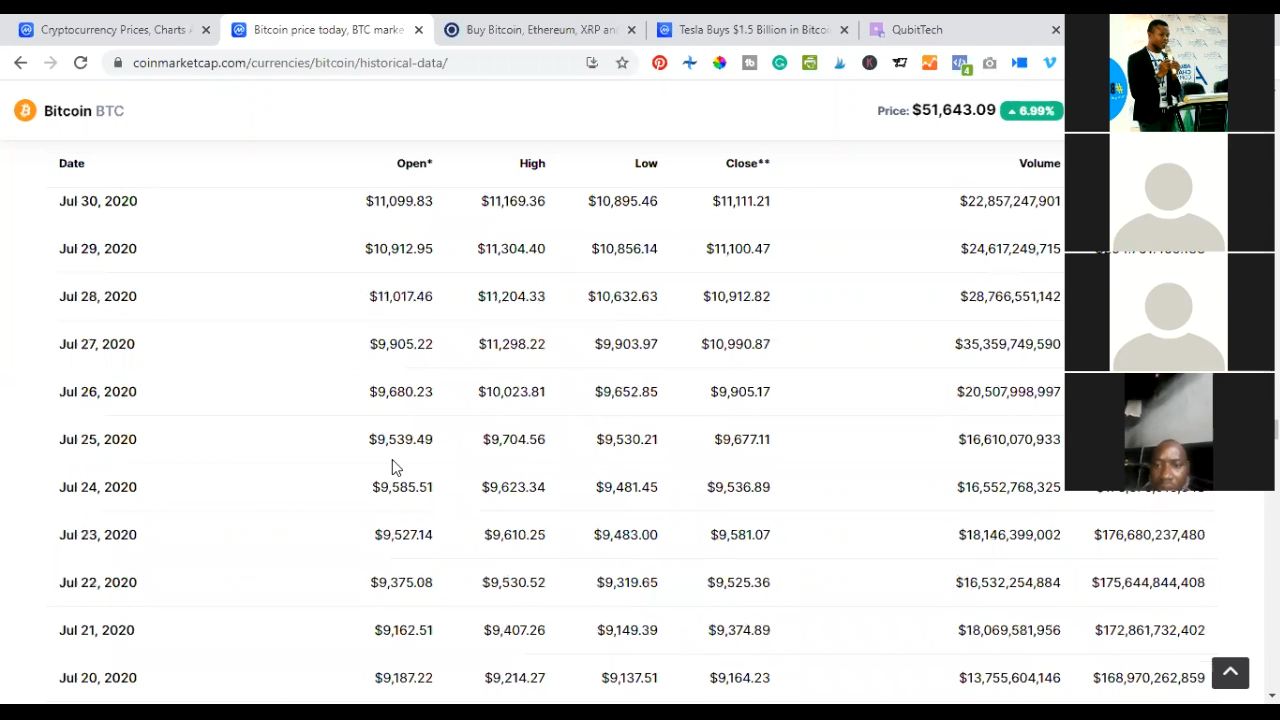 Cryptocurrency Prices, Charts
Bitcoin price today, BTC marke
Buy Bitcoin, Ethereum, XRP an
Tesla Buys $1.5 Billion in Bitcoi
QubitTech
coinmarketcap.com/currencies/bitcoin/historical-data/
4
Bitcoin BTC
Price: $51,643.09 6.99%
Date Open* High Low Close** Volume
Jul 30, 2020 $11,099.83 $11,169.36 $10,895.46 $11,111.21 $22,857,247,901
Jul 29, 2020 $10,912.95 $11,304.40 $10,856.14 $11,100.47 $24,617,249,715
Jul 28, 2020 $11,017.46 $11,204.33 $10,632.63 $10,912.82 $28,766,551,142
Jul 27, 2020 $9,905.22 $11,298.22 $9,903.97 $10,990.87 $35,359,749,590
Jul 26, 2020 $9,680.23 $10,023.81 $9,652.85 $9,905.17 $20,507,998,997
Jul 25, 2020 $9,539.49 $9,704.56 $9,530.21 $9,677.11 $16,610,070,933
Jul 24, 2020 $9,585.51 $9,623.34 $9,481.45 $9,536.89 $16,552,768,325
Jul 23, 2020 $9,527.14 $9,610.25 $9,483.00 $9,581.07 $18,146,399,002 $176,680,237,480
Jul 22, 2020 $9,375.08 $9,530.52 $9,319.65 $9,525.36 $16,532,254,884 $175,644,844,408
Jul 21, 2020 $9,162.51 $9,407.26 $9,149.39 $9,374.89 $18,069,581,956 $172,861,732,402
Jul 20, 2020 $9,187.22 $9,214.27 $9,137.51 $9,164.23 $13,755,604,146 $168,970,262,859